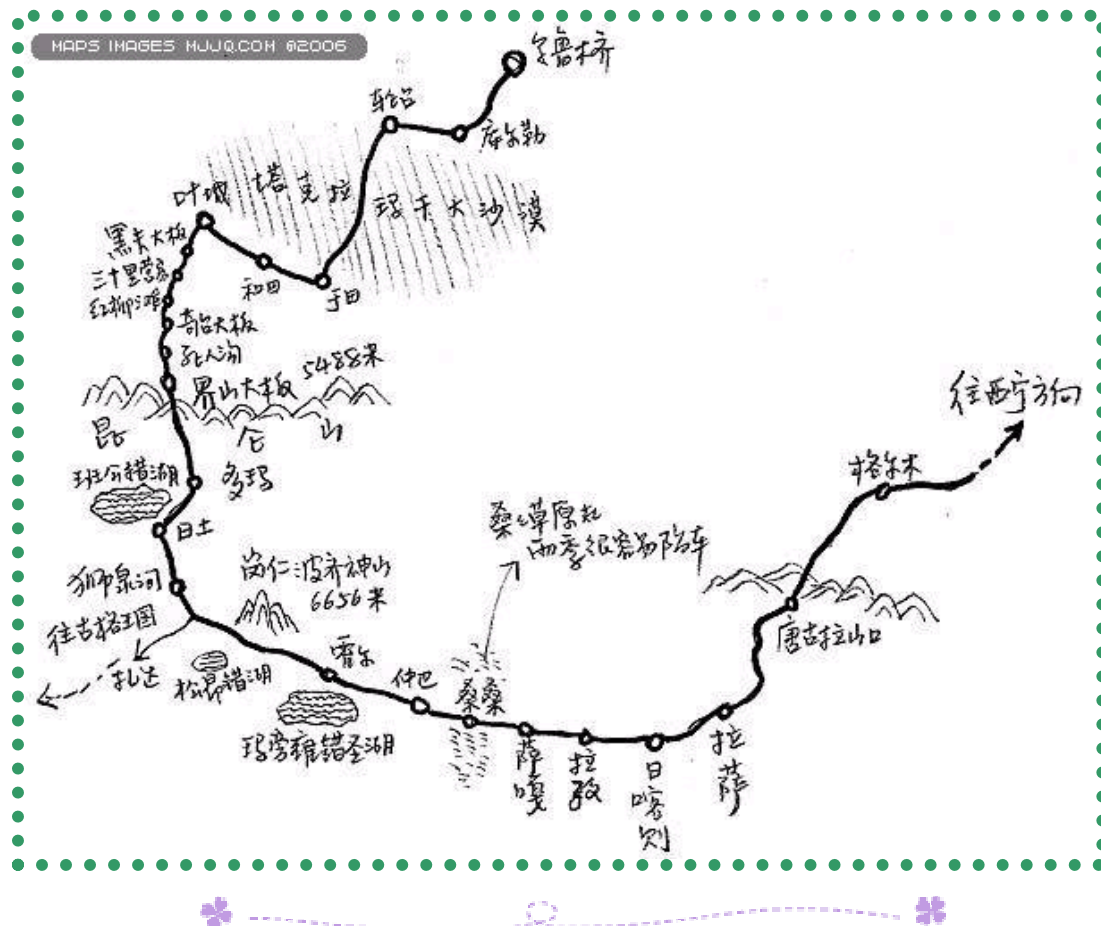 MAPS IMAGES MJJQ.COM @2006
乌鲁木齐
轮台
库尔勒
塔克拉玛干大沙漠
叶城
黑卡大板
三十里营房
红柳滩
和田
于田
奇台大板
死人沟
界山大板 5488米
昆仑山
班公错湖
多玛
日土
狮泉河
往古格王国
扎达
岗仁波齐神山
6656米
松昂错湖
霍尔
玛旁雍错圣湖
仲巴
桑桑
桑桑草原
雨季很容易陷车
萨嘎
拉孜
日喀则
拉萨
唐古拉山口
格尔木
往西宁方向